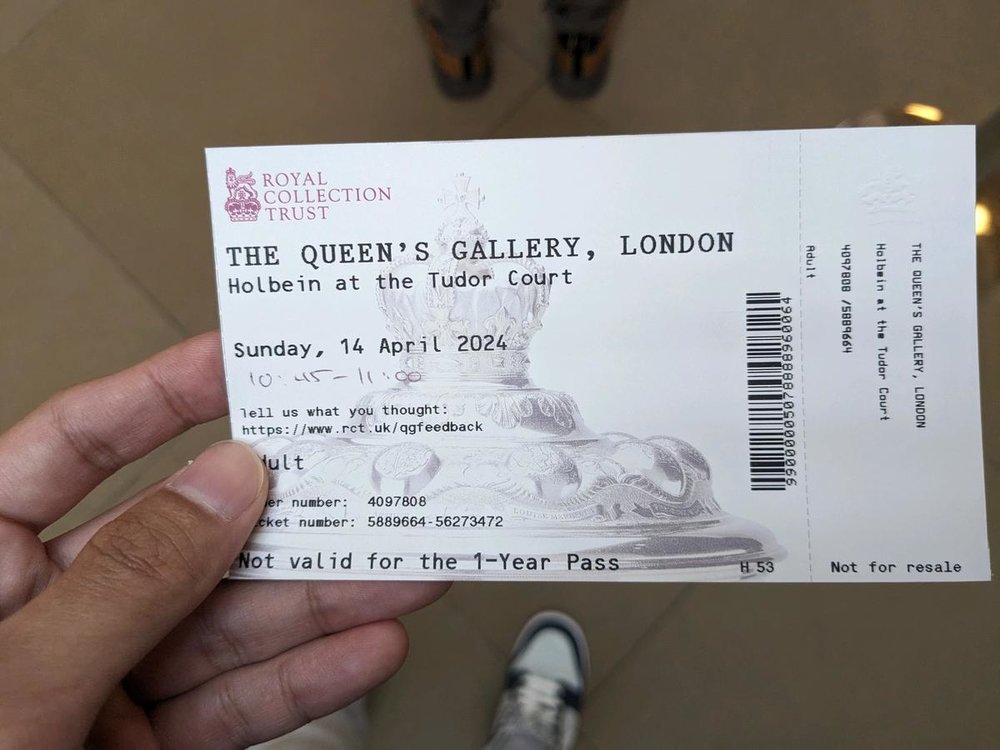 ROYAL
COLLECTION
TRUST
THE QUEEN'S GALLERY, LONDON
Holbein at the Tudor Court
Sunday, 14 April 2024
10:45-11:00
Tell us what you thought:
https://www.rct.uk/qgfeedback
dult
er number: 4097808
cket number: 5889664-56273472
Not valid for the 1-Year Pass
H 53
THE QUEEN'S GALLERY, LONDON
Holbein at the Tudor Court
4097808 /5889664
Adult
Not for resale